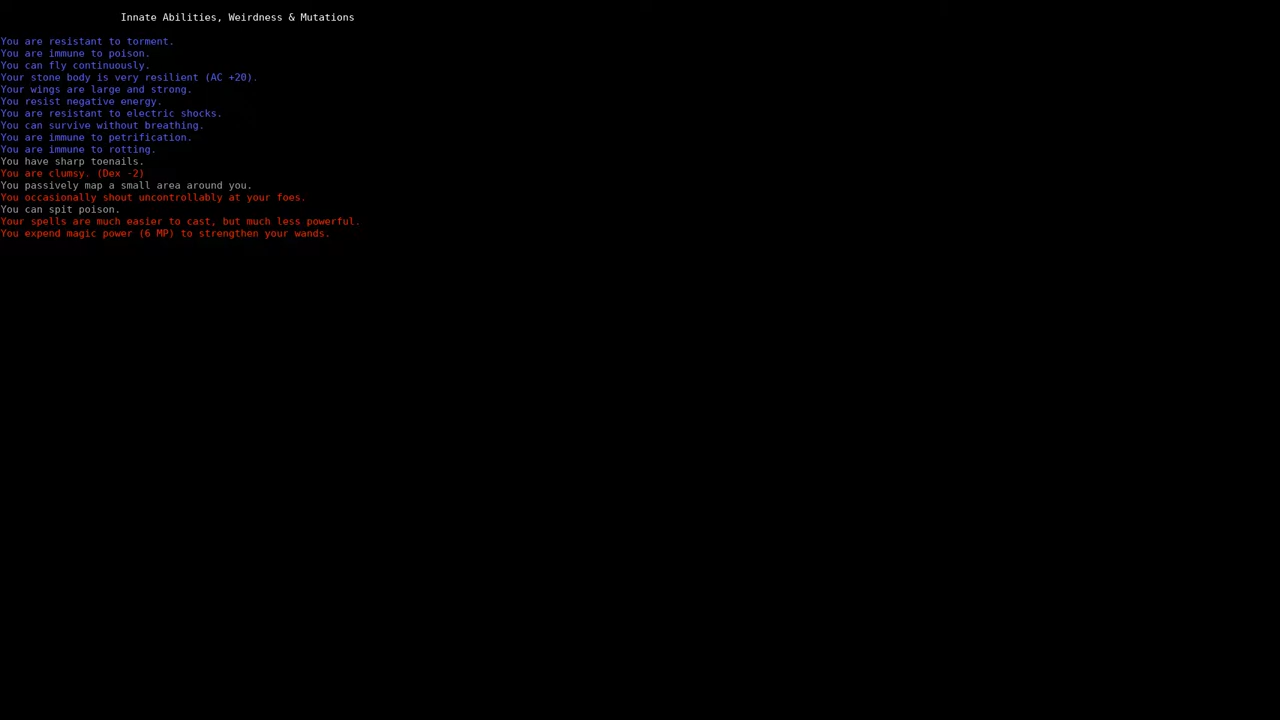 Innate Abilities, Weirdness & Mutations
You are resistant to torment.
You are immune to poison.
You can fly continuously.
Your stone body is very resilient (AC +20).
Your wings are large and strong.
You resist negative energy.
You are resistant to electric shocks.
You can survive without breathing.
You are immune to petrification.
You are immune to rotting.
You have sharp toenails.
You are clumsy. (Dex -2)
You passively map a small area around you.
You occasionally shout uncontrollably at your foes.
You can spit poison.
Your spells are much easier to cast, but much less powerful.
You expend magic power (6 MP) to strengthen your wands.